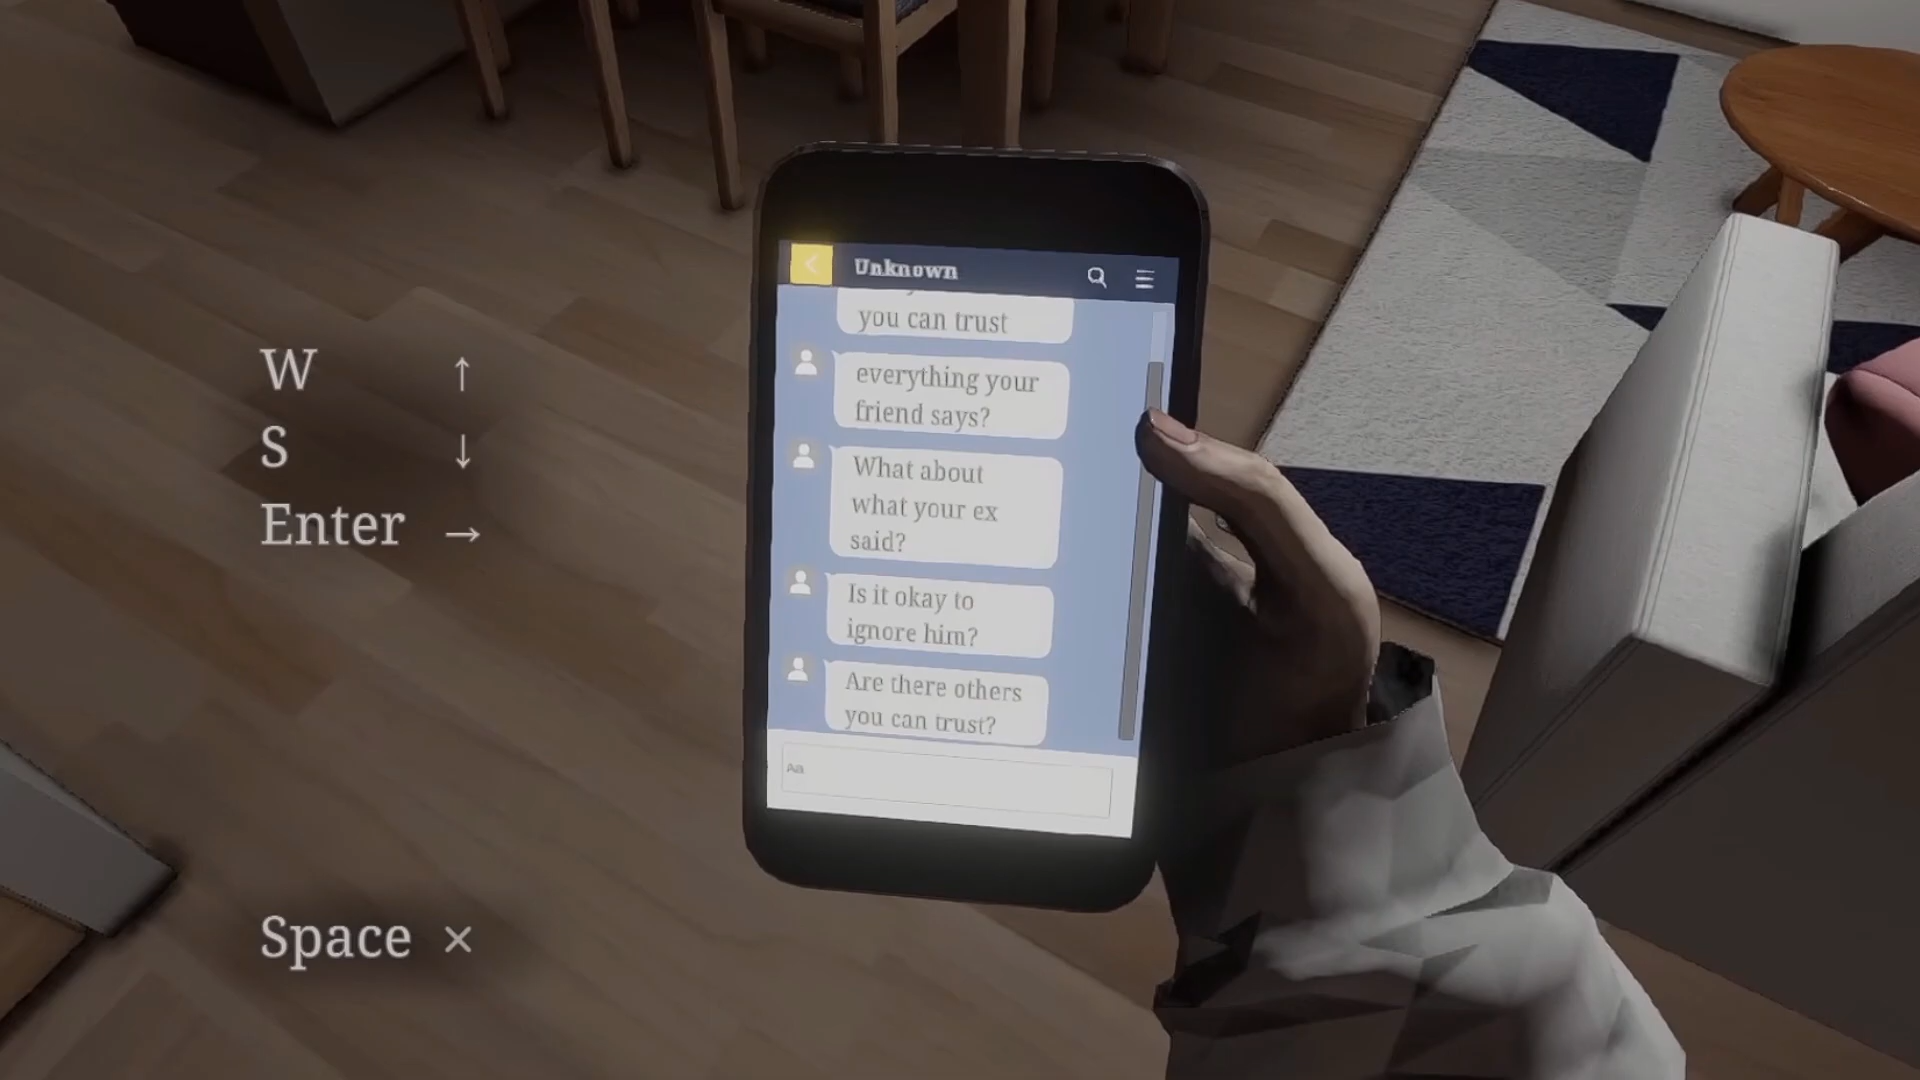 Unknown
you can trust
everything your
friend says?
What about
what your ex
said?
Is it okay to
ignore him?
Are there others
you can trust?
Aa
W ↑
S ↓
Enter →
Space ×